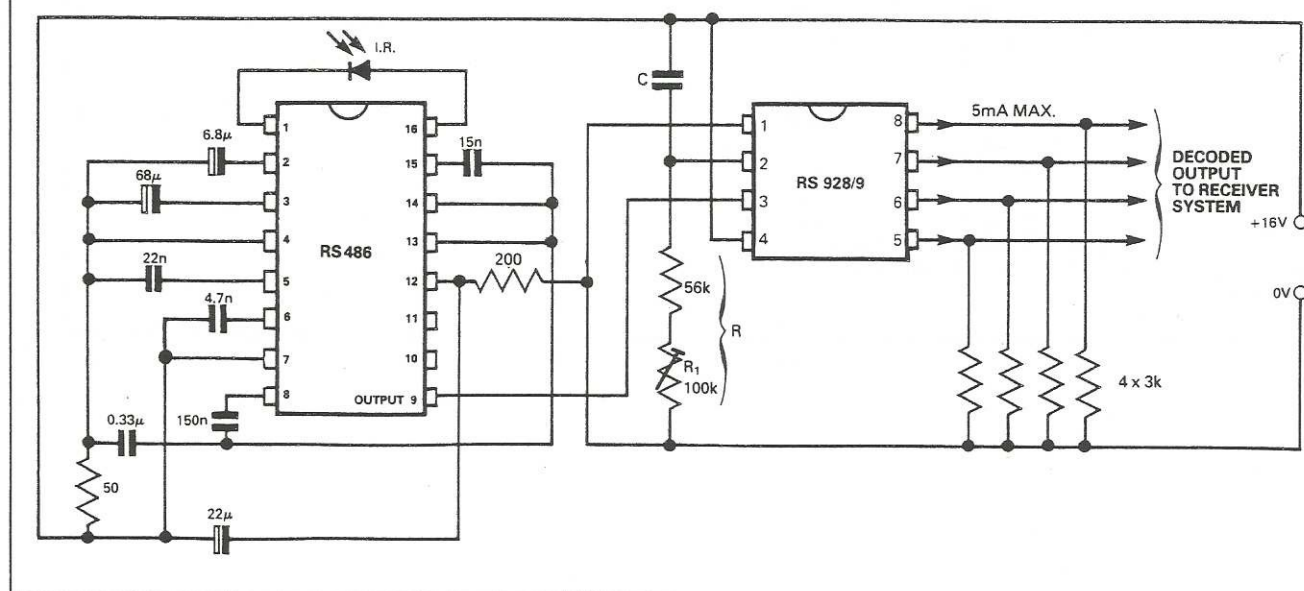 I.R.
C
6.8µ
68µ
22n
4.7n
150n
0.33µ
50
22µ
1
2
3
4
5
6
7
8
RS 486
16
15
14
13
12
11
10
OUTPUT 9
15n
200
56k
R1
100k
R
1
2
3
4
RS 928/9
8
7
6
5
5mA MAX.
DECODED
OUTPUT
TO RECEIVER
SYSTEM
+16V
0V
4 x 3k